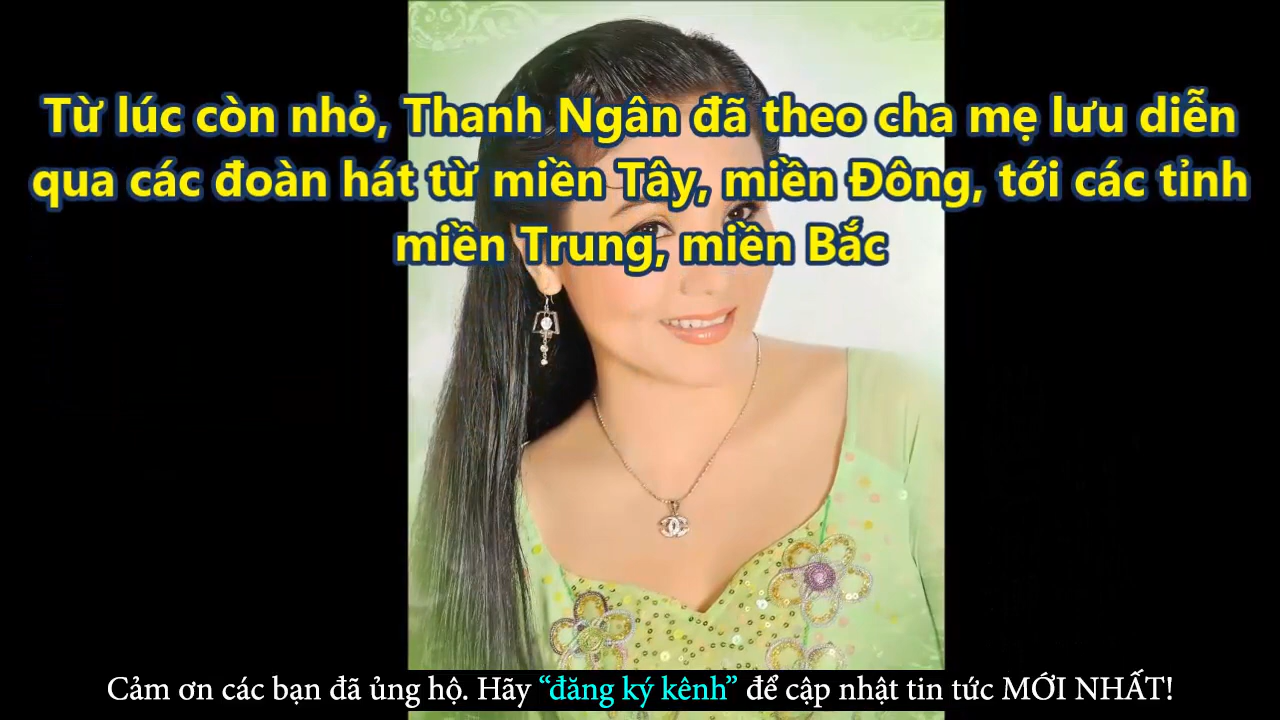 Từ lúc còn nhỏ, Thanh Ngân đã theo cha mẹ lưu diễn
qua các đoàn hát từ miền Tây, miền Đông, tới các tỉnh
miền Trung, miền Bắc
Cảm ơn các bạn đã ủng hộ. Hãy “đăng ký kênh” để cập nhật tin tức MỚI NHẤT!